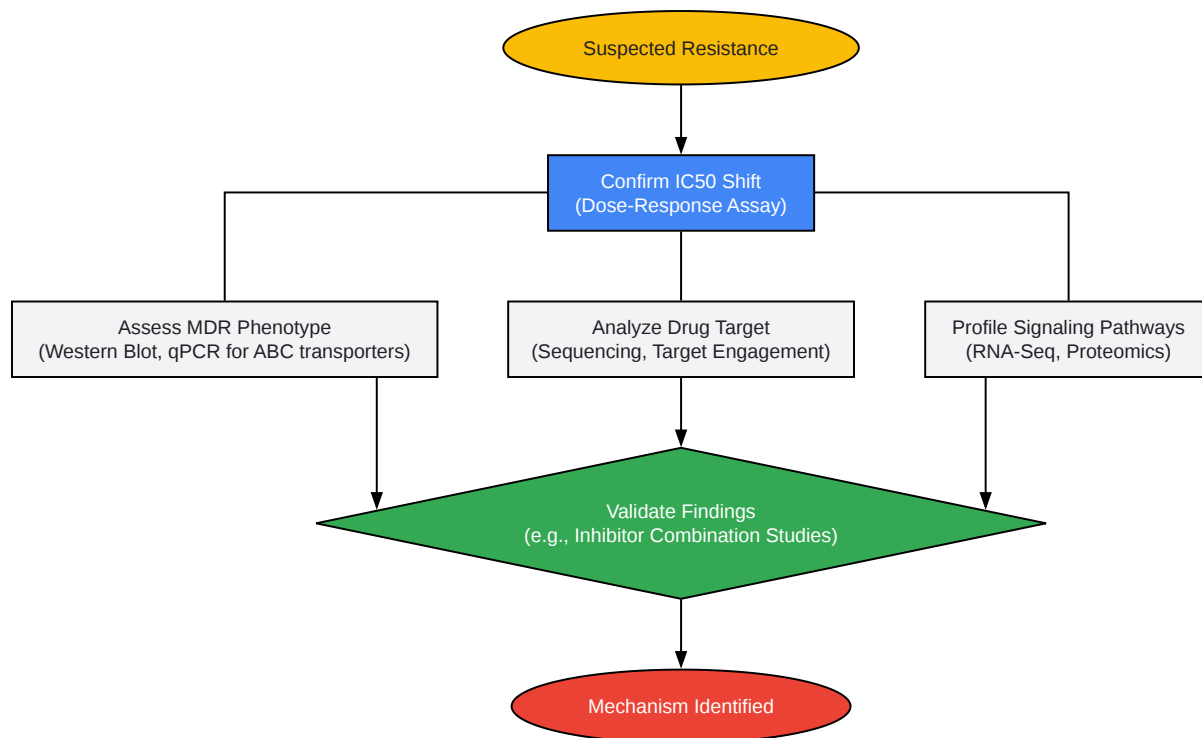 Suspected Resistance
Confirm IC50 Shift
(Dose-Response Assay)
Assess MDR Phenotype
(Western Blot, qPCR for ABC transporters)
Analyze Drug Target
(Sequencing, Target Engagement)
Profile Signaling Pathways
(RNA-Seq, Proteomics)
Validate Findings
(e.g., Inhibitor Combination Studies)
Mechanism Identified